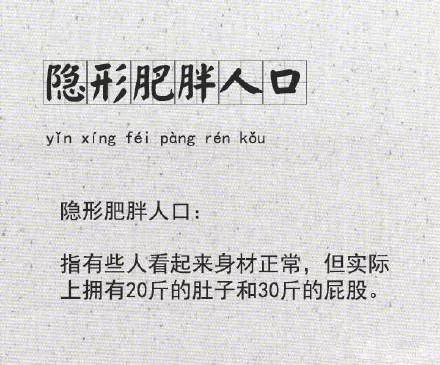 隐形肥胖人口
yǐn xíng féi pàng rén kǒu
隐形肥胖人口：
指有些人看起来身材正常，但实际
上拥有20斤的肚子和30斤的屁股。